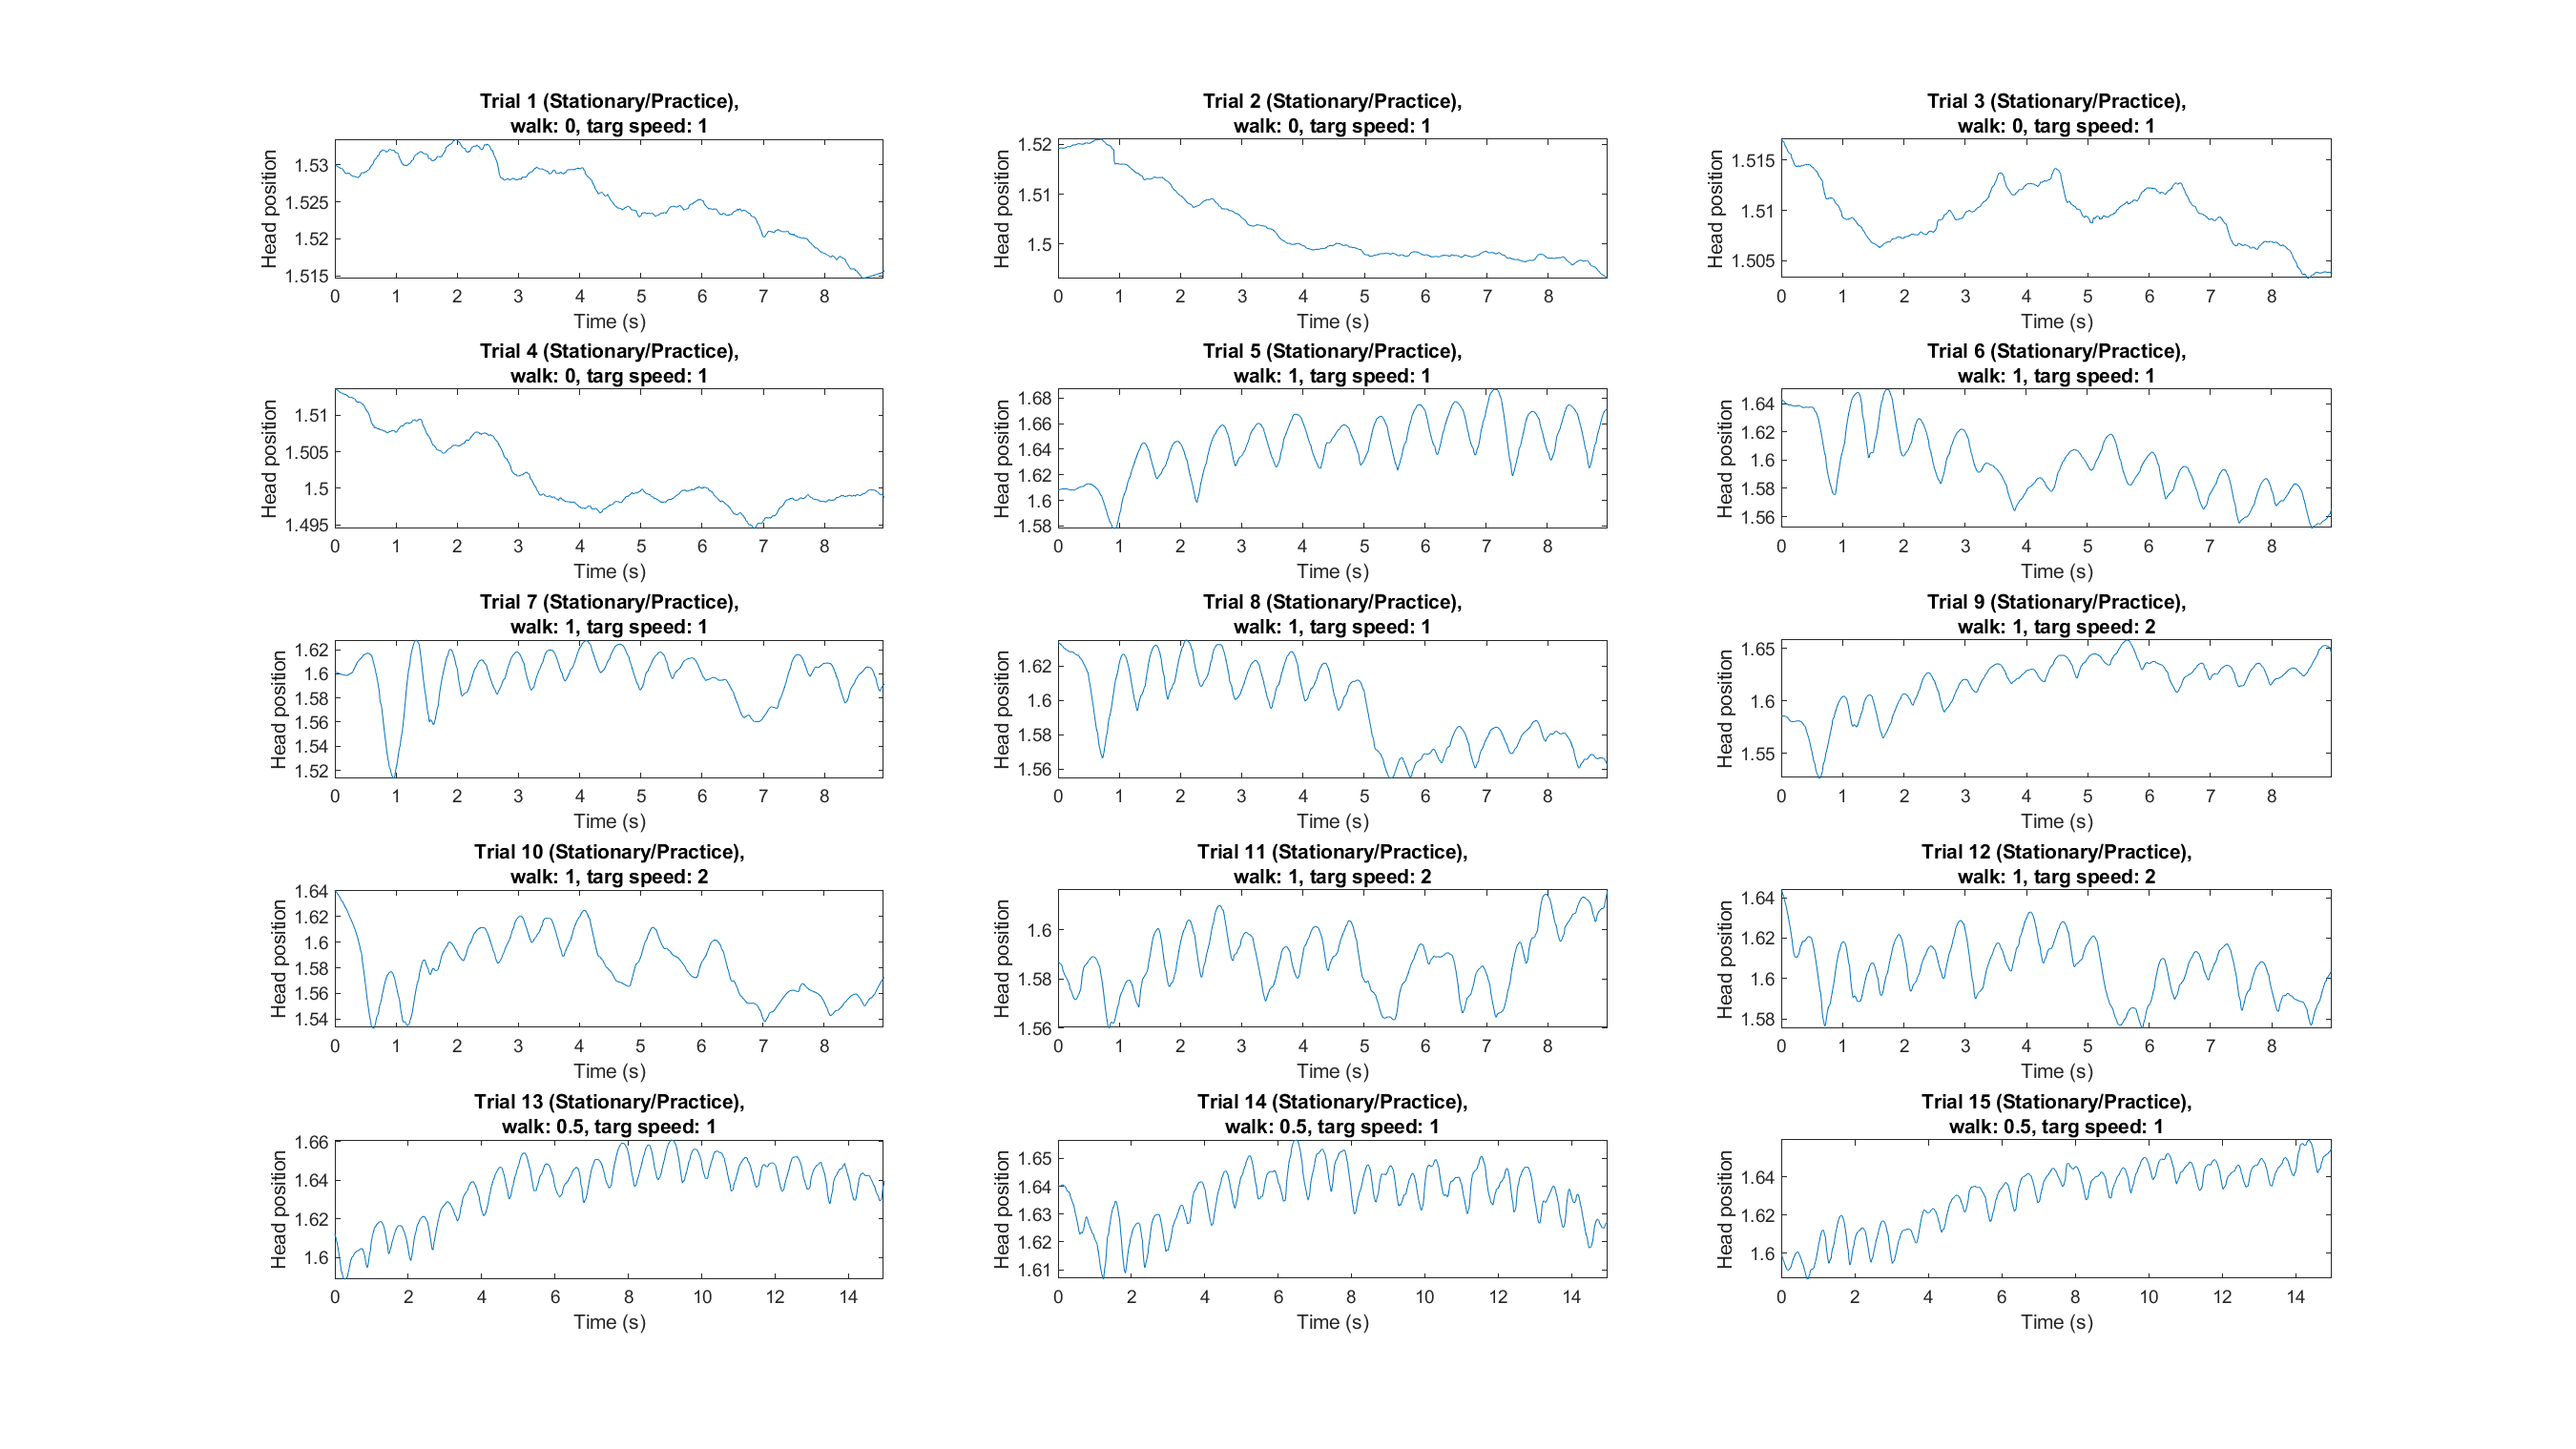 Trial 1 (Stationary/Practice),
walk: 0, targ speed: 1
Head position
1.53
1.525
1.52
1.515
0 1 2 3 4 5 6 7 8
Time (s)
Trial 2 (Stationary/Practice),
walk: 0, targ speed: 1
Head position
1.52
1.51
1.5
0 1 2 3 4 5 6 7 8
Time (s)
Trial 3 (Stationary/Practice),
walk: 0, targ speed: 1
Head position
1.515
1.51
1.505
0 1 2 3 4 5 6 7 8
Time (s)
Trial 4 (Stationary/Practice),
walk: 0, targ speed: 1
Head position
1.51
1.505
1.5
1.495
0 1 2 3 4 5 6 7 8
Time (s)
Trial 5 (Stationary/Practice),
walk: 1, targ speed: 1
Head position
1.68
1.66
1.64
1.62
1.6
1.58
0 1 2 3 4 5 6 7 8
Time (s)
Trial 6 (Stationary/Practice),
walk: 1, targ speed: 1
Head position
1.64
1.62
1.6
1.58
1.56
0 1 2 3 4 5 6 7 8
Time (s)
Trial 7 (Stationary/Practice),
walk: 1, targ speed: 1
Head position
1.62
1.6
1.58
1.56
1.54
1.52
0 1 2 3 4 5 6 7 8
Time (s)
Trial 8 (Stationary/Practice),
walk: 1, targ speed: 1
Head position
1.62
1.6
1.58
1.56
0 1 2 3 4 5 6 7 8
Time (s)
Trial 9 (Stationary/Practice),
walk: 1, targ speed: 2
Head position
1.65
1.6
1.55
0 1 2 3 4 5 6 7 8
Time (s)
Trial 10 (Stationary/Practice),
walk: 1, targ speed: 2
Head position
1.64
1.62
1.6
1.58
1.56
1.54
0 1 2 3 4 5 6 7 8
Time (s)
Trial 11 (Stationary/Practice),
walk: 1, targ speed: 2
Head position
1.6
1.58
1.56
0 1 2 3 4 5 6 7 8
Time (s)
Trial 12 (Stationary/Practice),
walk: 1, targ speed: 2
Head position
1.64
1.62
1.6
1.58
0 1 2 3 4 5 6 7 8
Time (s)
Trial 13 (Stationary/Practice),
walk: 0.5, targ speed: 1
Head position
1.66
1.64
1.62
1.6
0 2 4 6 8 10 12 14
Time (s)
Trial 14 (Stationary/Practice),
walk: 0.5, targ speed: 1
Head position
1.65
1.64
1.63
1.62
1.61
0 2 4 6 8 10 12 14
Time (s)
Trial 15 (Stationary/Practice),
walk: 0.5, targ speed: 1
Head position
1.64
1.62
1.6
0 2 4 6 8 10 12 14
Time (s)